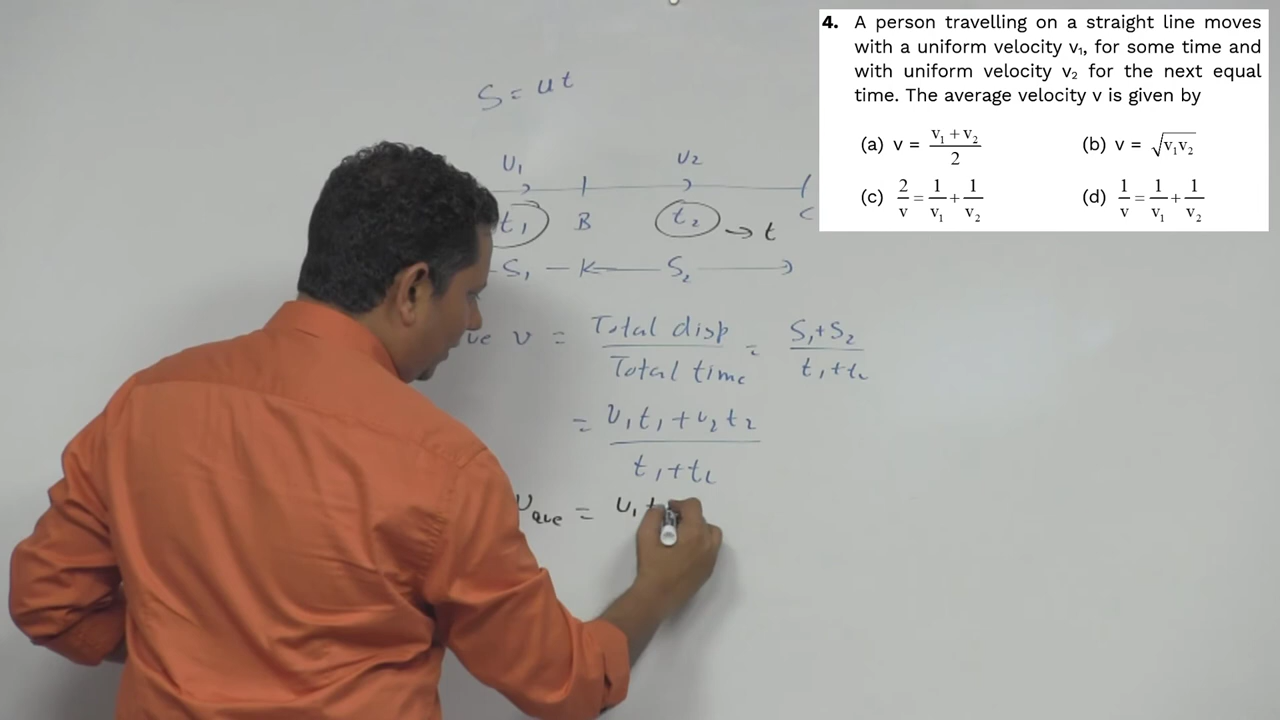 4. A person travelling on a straight line moves
with a uniform velocity v₁, for some time and
with uniform velocity v₂ for the next equal
time. The average velocity v is given by
(a) v = (v₁ + v₂)/2
(b) v = √(v₁v₂)
(c) 2/v = 1/v₁ + 1/v₂
(d) 1/v = 1/v₁ + 1/v₂
S = ut
U₁ U₂
t₁ B t₂ → t C
S₁ S₂
ve v = Total disp / Total time = S₁+S₂ / t₁+t₂
= U₁t₁ + U₂t₂ / t₁+t₂
Uave = U₁t